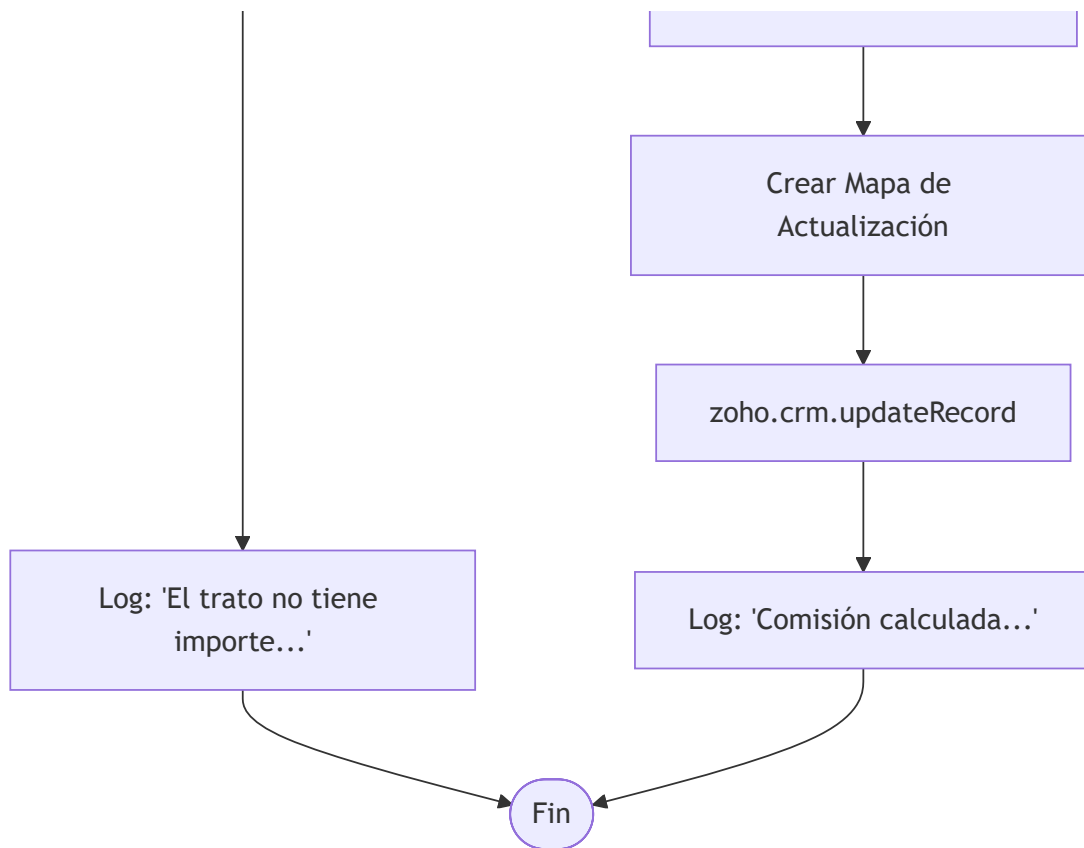 Crear Mapa de
Actualización
zoho.crm.updateRecord
Log: 'El trato no tiene
importe...'
Log: 'Comisión calculada...'
Fin